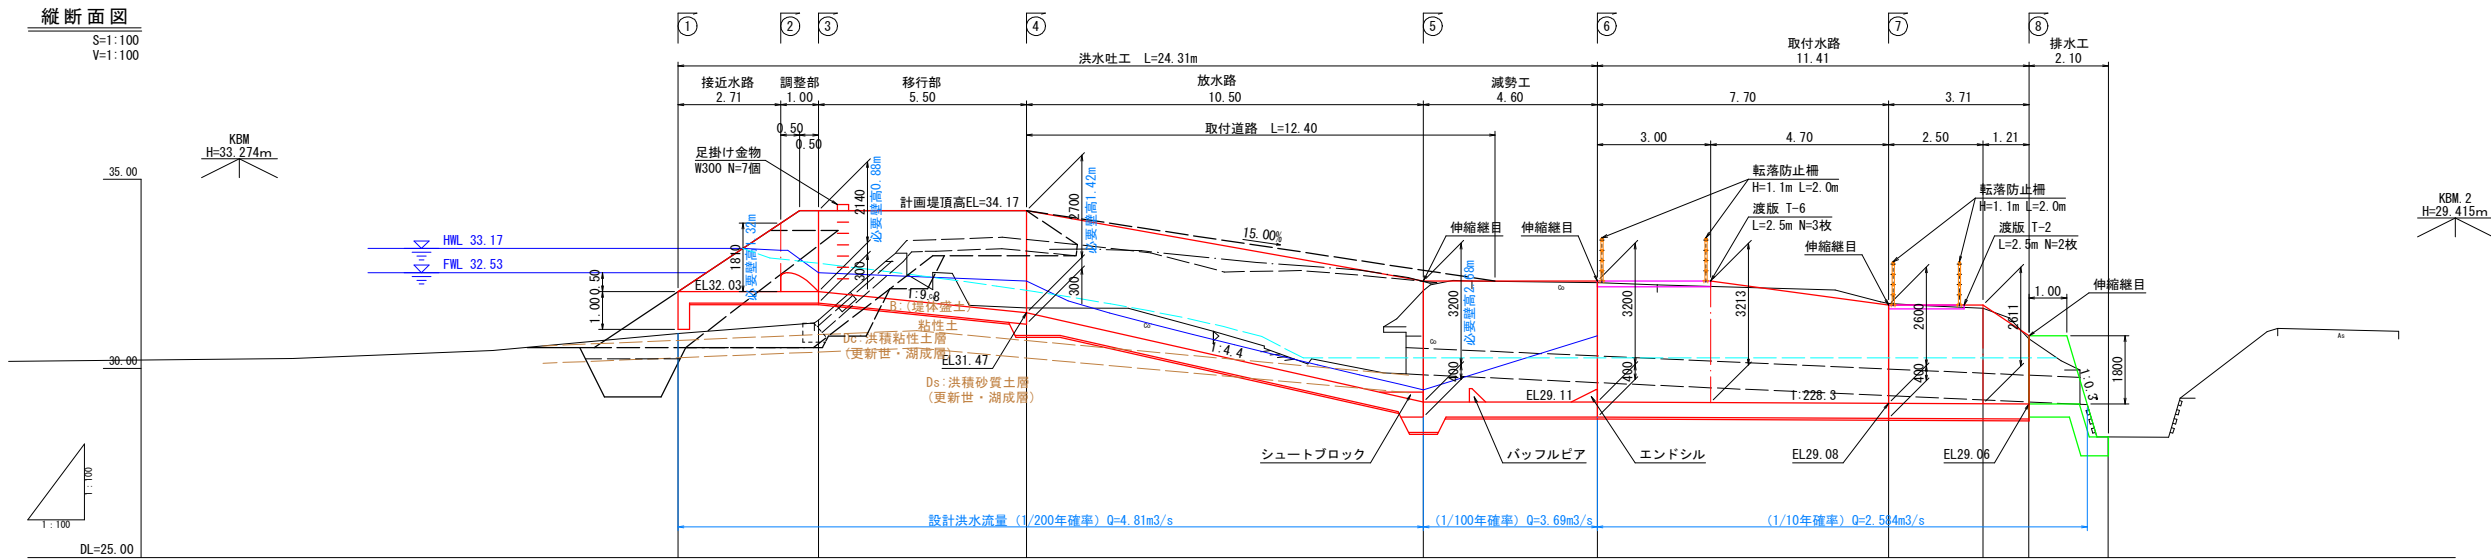 縦断面図
S=1:100
V=1:100
① ② ③ ④ ⑤ ⑥ ⑦ ⑧
洪水吐工 L=24.31m
取付水路
11.41
排水工
2.10
接近水路
2.71
調整部
1.00
移行部
5.50
放水路
10.50
減勢工
4.60
7.70
3.71
0.50
0.50
取付道路 L=12.40
3.00
4.70
2.50
1.21
KBM
H=33.274m
KBM.2
H=29.415m
35.00
30.00
DL=25.00
足掛け金物
W300 N=7個
計画堤頂高EL=34.17
2140
必要壁高0.88m
300
2700
必要壁高1.42m
300
15.00%
HWL 33.17
FWL 32.53
0.50
1.00
1810
EL32.03
1:9.8
B:(堤体盛土)
粘性土
Dc:洪積粘性土層
(更新世・湖成層)
Ds:洪積砂質土層
(更新世・湖成層)
EL31.47
1:4.4
伸縮継目
伸縮継目
伸縮継目
伸縮継目
3200
400
3200
400
3213
2600
400
2611
転落防止柵
H=1.1m L=2.0m
渡版 T-6
L=2.5m N=3枚
転落防止柵
H=1.1m L=2.0m
渡版 T-2
L=2.5m N=2枚
1.00
1800
As
EL29.11
1:228.3
シュートブロック
バッフルピア
エンドシル
EL29.08
EL29.06
設計洪水流量 (1/200年確率) Q=4.81m3/s
(1/100年確率) Q=3.69m3/s
(1/10年確率) Q=2.584m3/s
1:100
1:100